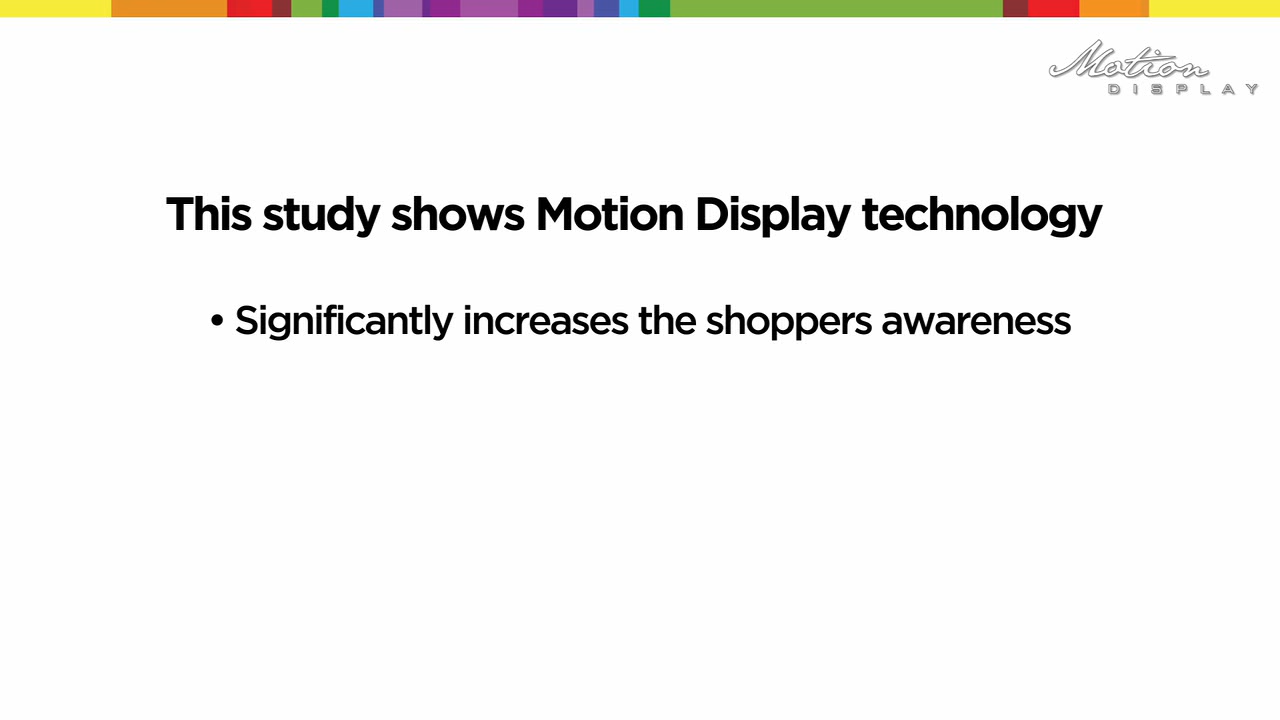 Motion
DISPLAY
This study shows Motion Display technology
• Significantly increases the shoppers awareness